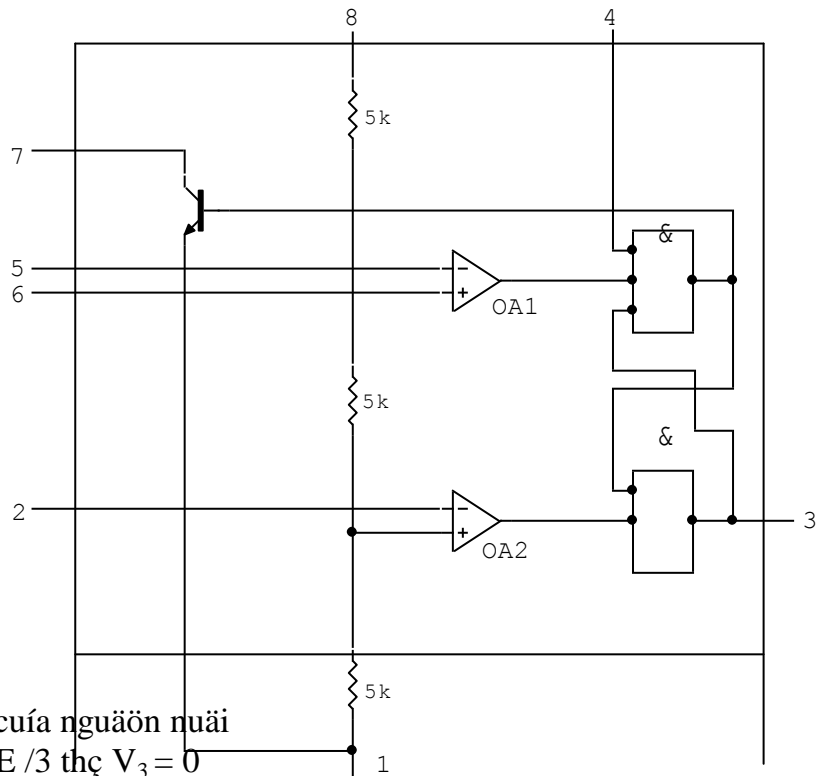 8 4
5k
7
&
5 −
6 + OA1
5k
&
2 −
+ OA2
3
5k
cuía nguäön nuäi
E /3 thç V3 = 0
1